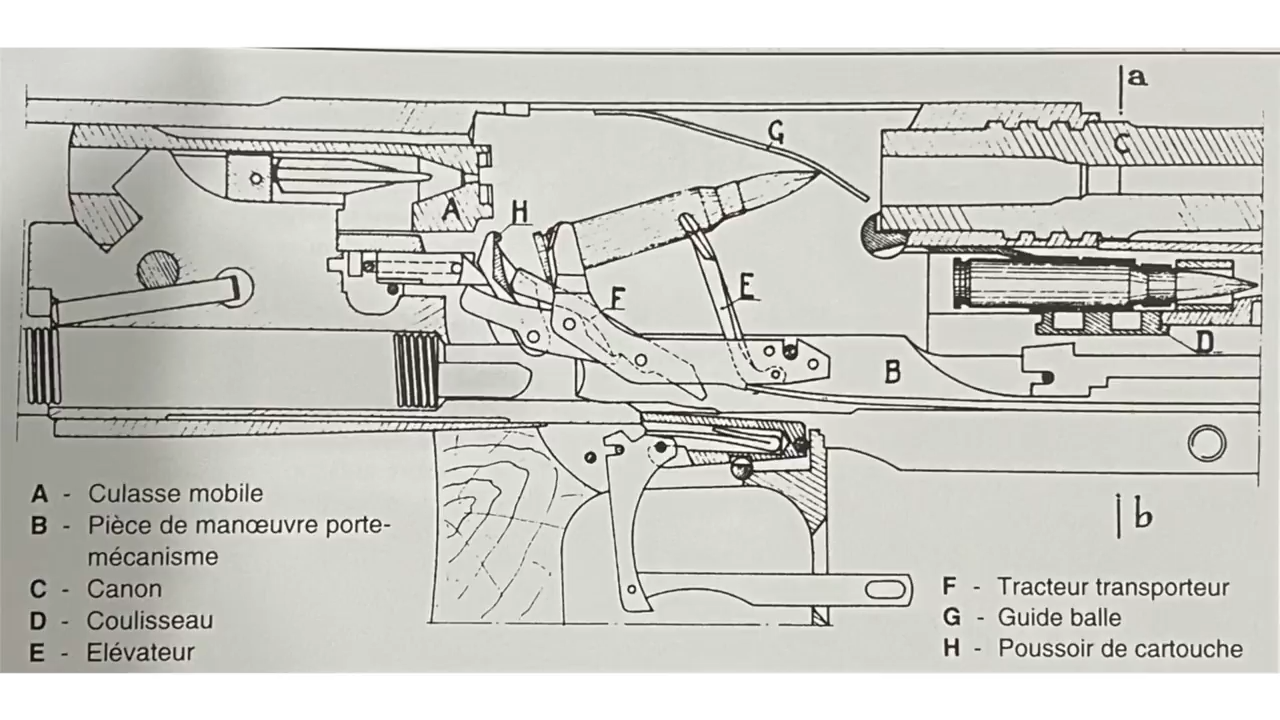 a
G
C
A
H
E
F
B
D
b
A - Culasse mobile
B - Pièce de manœuvre porte-
mécanisme
C - Canon
D - Coulisseau
E - Elévateur
F - Tracteur transporteur
G - Guide balle
H - Poussoir de cartouche